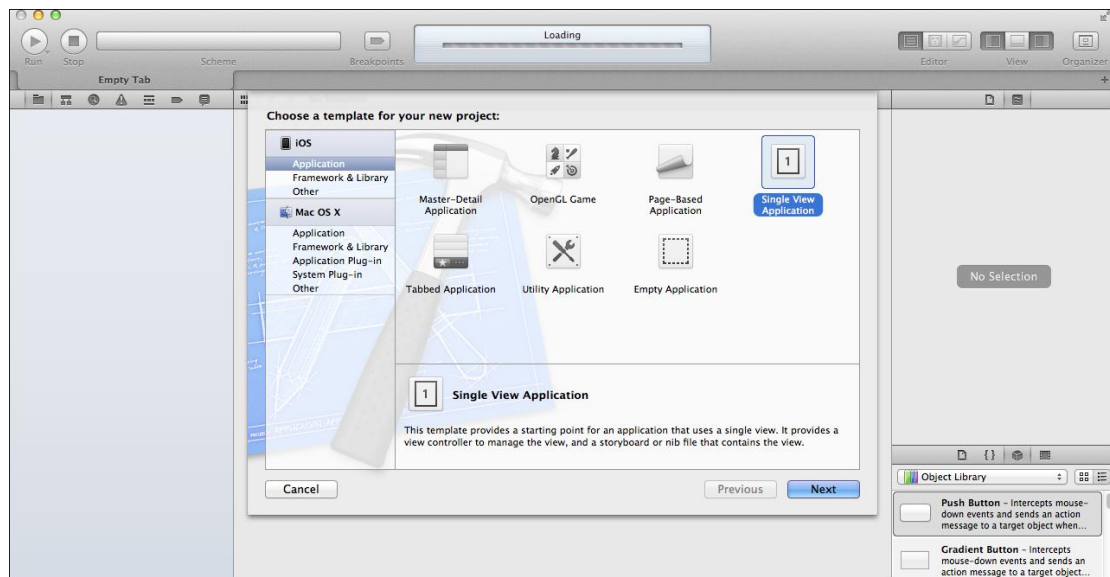 Loading
Run Stop Scheme Breakpoints Editor View Organizer
Empty Tab
Choose a template for your new project:
iOS
Application
Framework & Library
Other
Mac OS X
Application
Framework & Library
Application Plug-in
System Plug-in
Other
Master-Detail
Application
OpenGL Game
Page-Based
Application
1
Single View
Application
Tabbed Application
Utility Application
Empty Application
1
Single View Application
This template provides a starting point for an application that uses a single view. It provides a
view controller to manage the view, and a storyboard or nib file that contains the view.
Cancel
Previous
Next
No Selection
{}
Object Library
Push Button - Intercepts mouse-
down events and sends an action
message to a target object when...
Gradient Button - Intercepts
mouse-down events and sends an
action message to a target object...